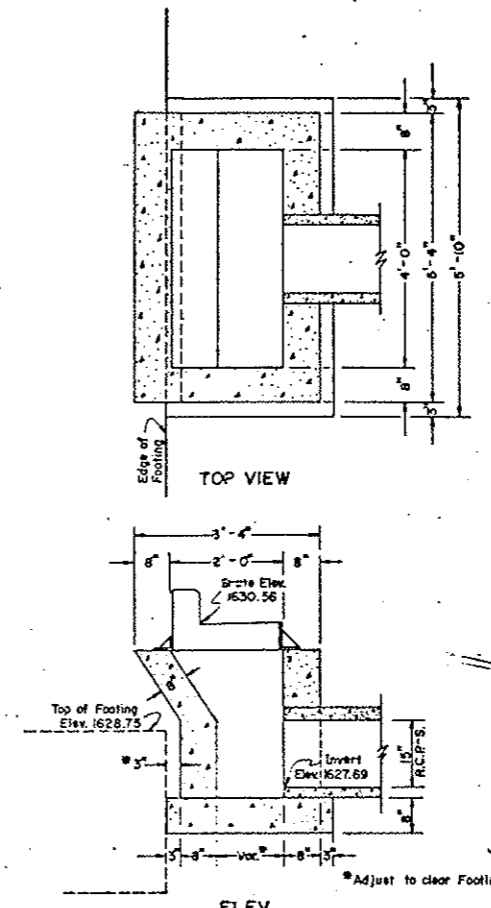 3"
8"
4'-0"
6'-4"
5'-10"
8"
3"
Edge of
Footing
TOP VIEW
3'-4"
8"
2'-0"
8"
Grate Elev.
1630.56
8"
Top of Footing
Elev. 1628.75
*3"
Invert
Elev. 1627.69
15"
R.C.P.-S.
8"
3"
8"
Var.*
8"
3"
*Adjust to clear Footi
ELEV